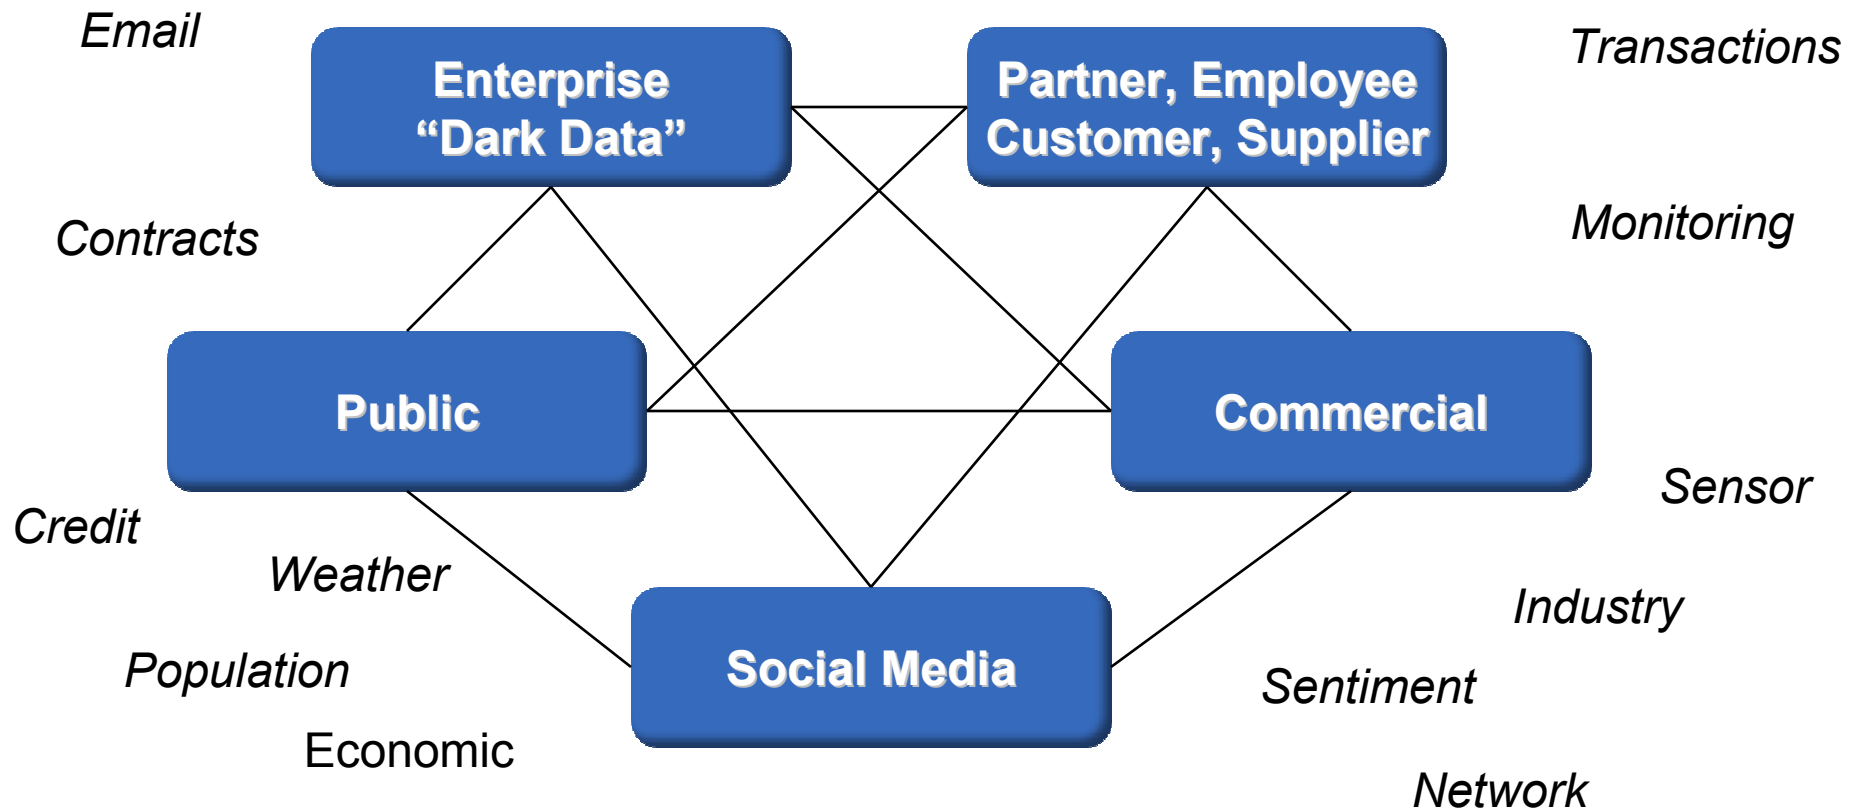 Email
Enterprise
“Dark Data”
Partner, Employee
Customer, Supplier
Transactions
Contracts
Monitoring
Public
Commercial
Credit
Weather
Sensor
Population
Industry
Social Media
Sentiment
Economic
Network